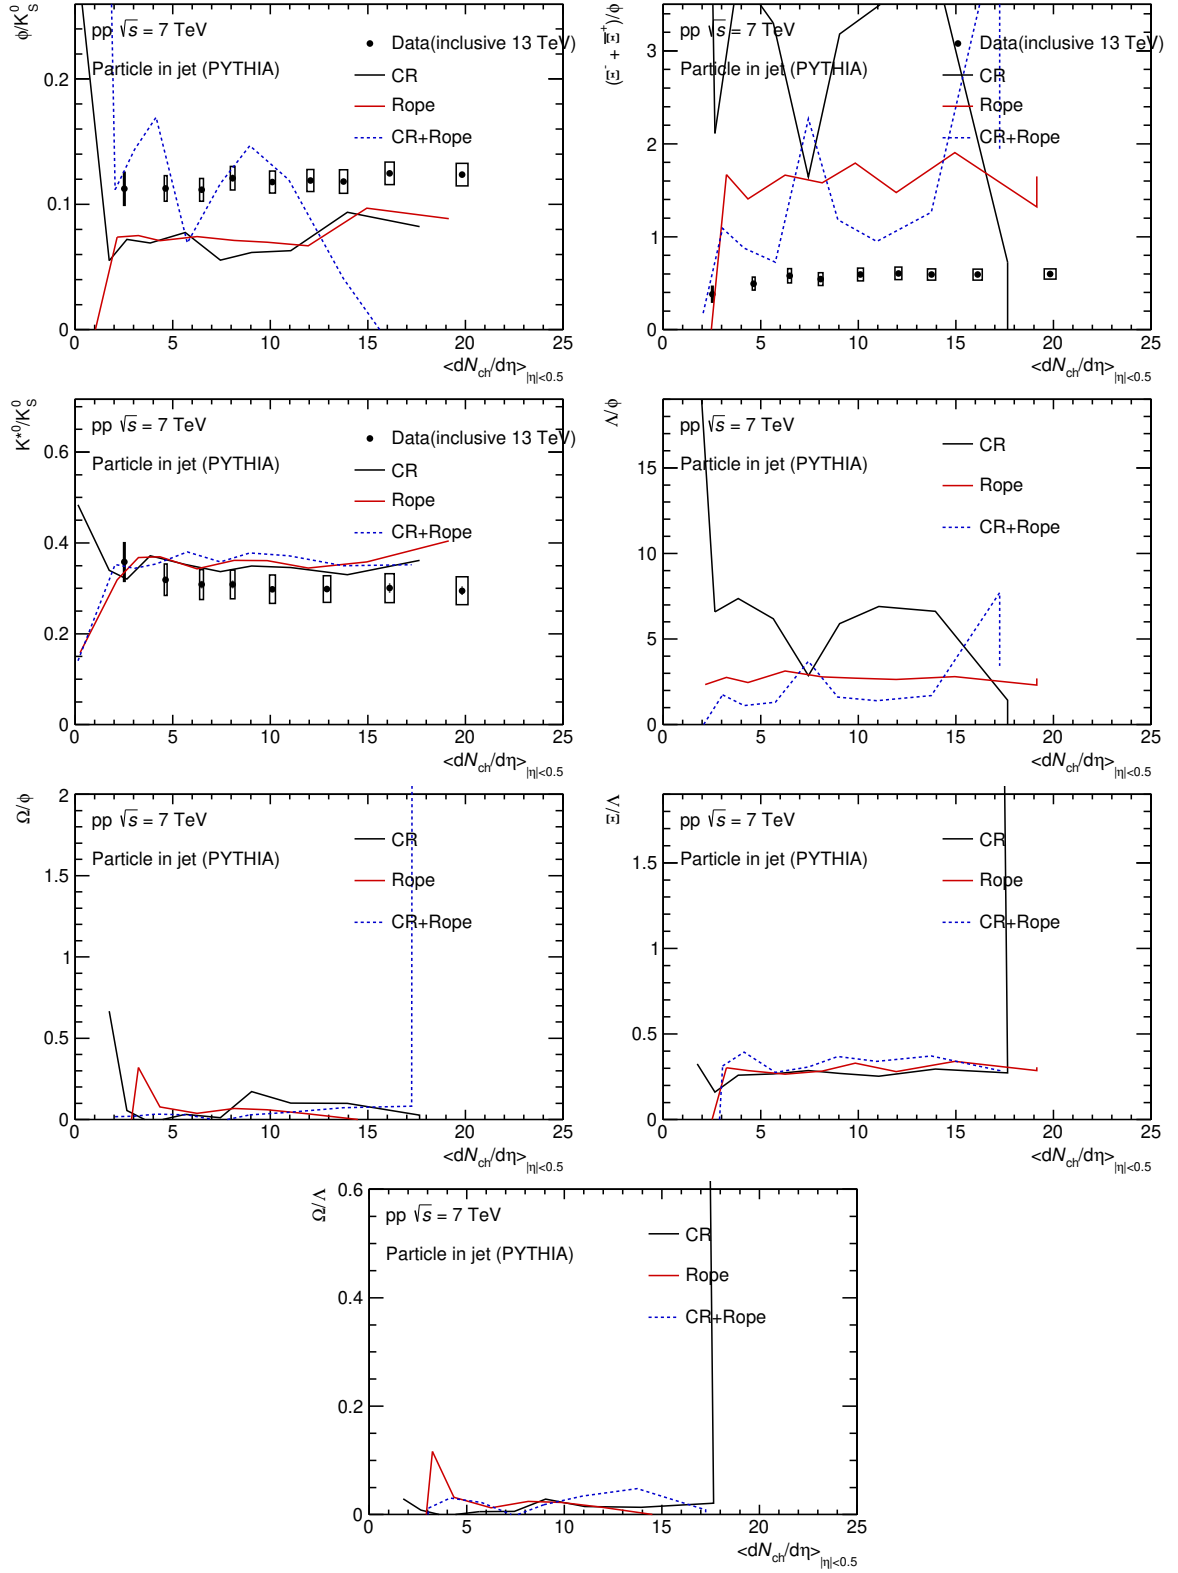 ϕ/K⁰_S
pp √s = 7 TeV
Particle in jet (PYTHIA)
Data(inclusive 13 TeV)
CR
Rope
CR+Rope
0.2
0.1
0
0 5 10 15 20 25
<dN_ch/dη>_|η|<0.5
(Ξ⁻ + Ξ̅⁺)/ϕ
pp √s = 7 TeV
Particle in jet (PYTHIA)
Data(inclusive 13 TeV)
CR
Rope
CR+Rope
3
2
1
0
0 5 10 15 20 25
<dN_ch/dη>_|η|<0.5
K*⁰/K⁰_S
pp √s = 7 TeV
Particle in jet (PYTHIA)
Data(inclusive 13 TeV)
CR
Rope
CR+Rope
0.6
0.4
0.2
0
0 5 10 15 20 25
<dN_ch/dη>_|η|<0.5
Λ/ϕ
pp √s = 7 TeV
Particle in jet (PYTHIA)
CR
Rope
CR+Rope
15
10
5
0
0 5 10 15 20 25
<dN_ch/dη>_|η|<0.5
Ω/ϕ
pp √s = 7 TeV
Particle in jet (PYTHIA)
CR
Rope
CR+Rope
2
1.5
1
0.5
0
0 5 10 15 20 25
<dN_ch/dη>_|η|<0.5
Ξ/Λ
pp √s = 7 TeV
Particle in jet (PYTHIA)
CR
Rope
CR+Rope
1.5
1
0.5
0
0 5 10 15 20 25
<dN_ch/dη>_|η|<0.5
Ω/Λ
pp √s = 7 TeV
Particle in jet (PYTHIA)
CR
Rope
CR+Rope
0.6
0.4
0.2
0
0 5 10 15 20 25
<dN_ch/dη>_|η|<0.5